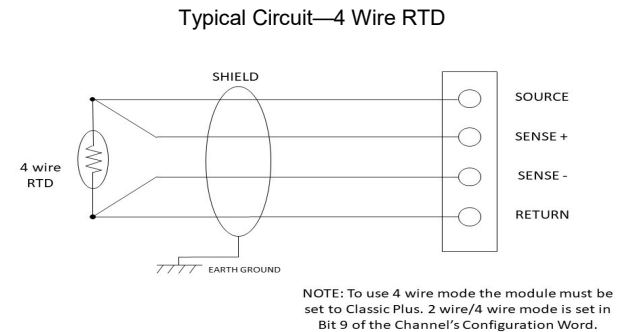 Typical Circuit—4 Wire RTD
SHIELD
SOURCE
SENSE +
4 wire
RTD
SENSE -
RETURN
EARTH GROUND
NOTE: To use 4 wire mode the module must be
set to Classic Plus. 2 wire/4 wire mode is set in
Bit 9 of the Channel's Configuration Word.